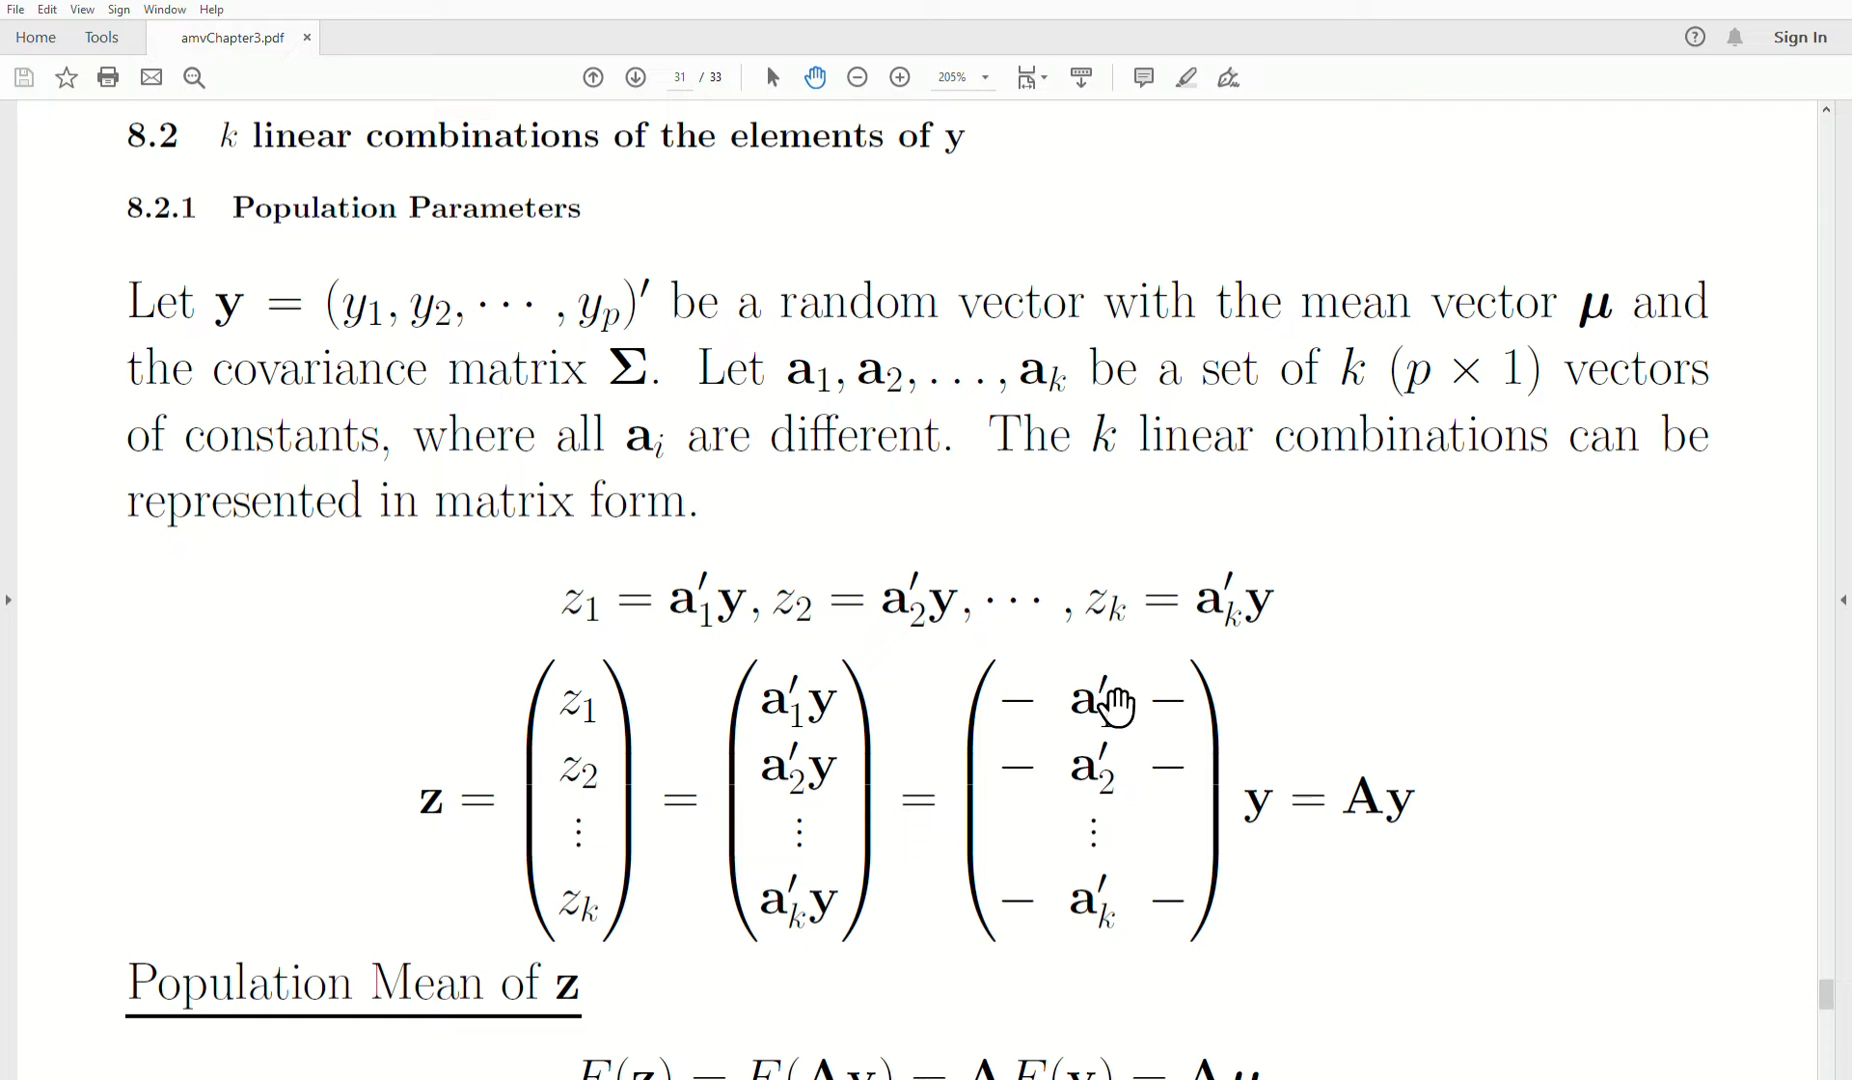 File Edit View Sign Window Help
Home Tools amvChapter3.pdf × Sign In
31 / 33 205%
8.2 k linear combinations of the elements of y
8.2.1 Population Parameters
Let y = (y₁, y₂, ⋯ , yₚ)′ be a random vector with the mean vector μ and
the covariance matrix Σ. Let a₁, a₂, . . . , aₖ be a set of k (p × 1) vectors
of constants, where all aᵢ are different. The k linear combinations can be
represented in matrix form.
z₁ = a′₁y, z₂ = a′₂y, ⋯ , zₖ = a′ₖy
z = (z₁ z₂ ⋮ zₖ) = (a′₁y a′₂y ⋮ a′ₖy) = (− a′₁ − − a′₂ − ⋮ − a′ₖ −) y = Ay
Population Mean of z
E(z) = E(Ay) = AE(y) = Aμ